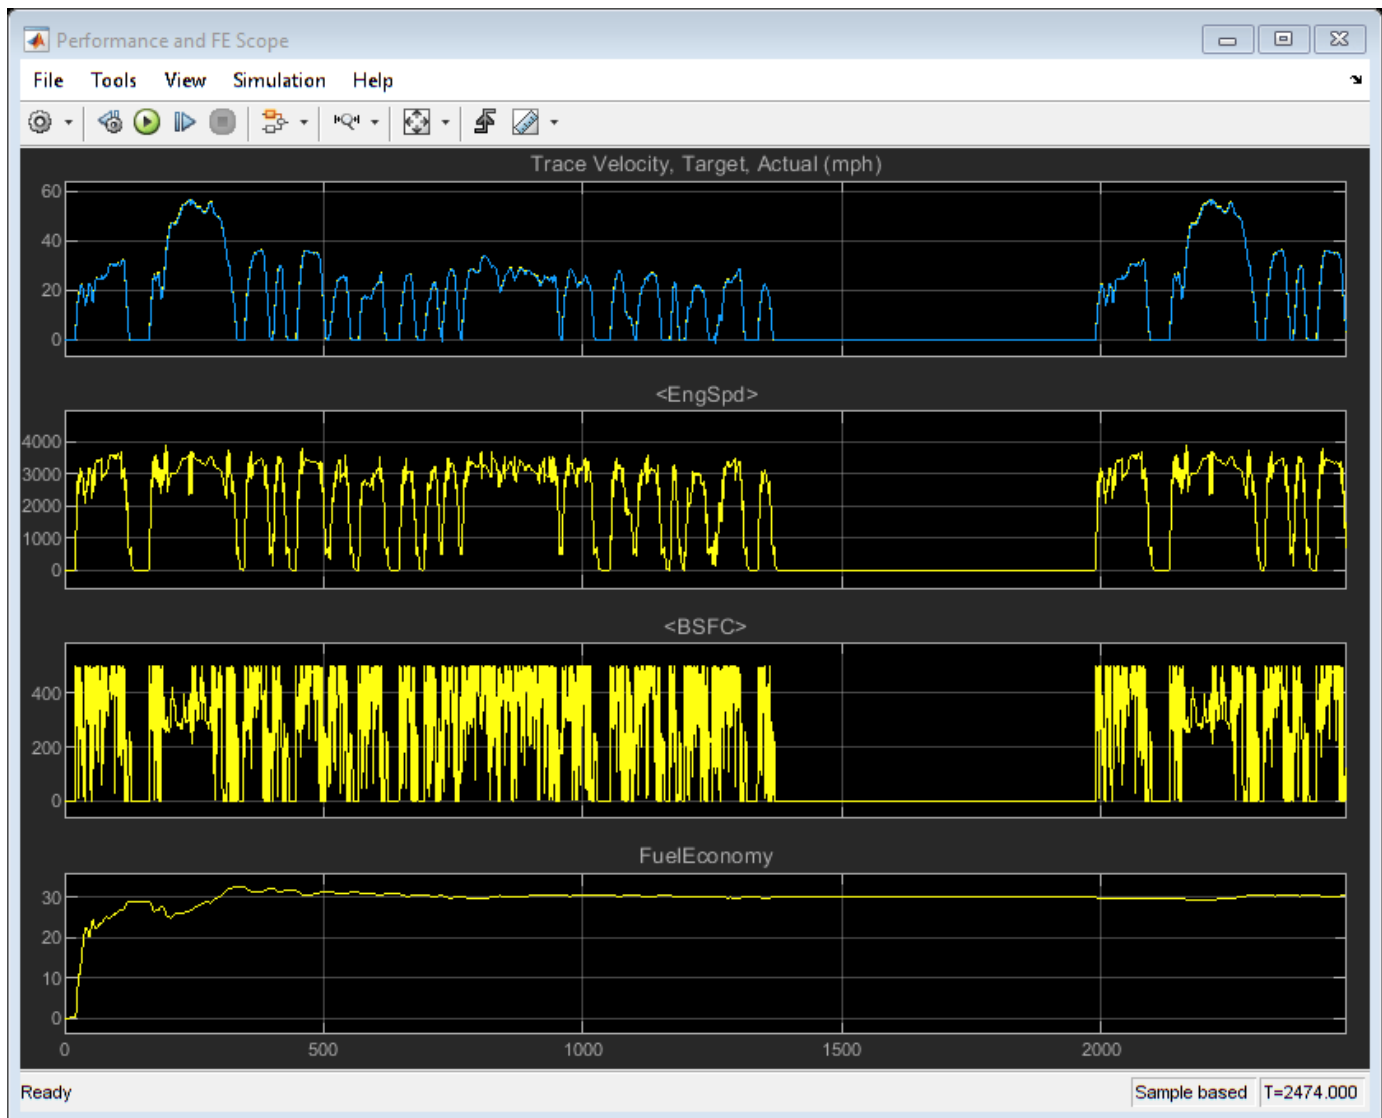 Performance and FE Scope
File Tools View Simulation Help
Trace Velocity, Target, Actual (mph)
60
40
20
0
<EngSpd>
4000
3000
2000
1000
0
<BSFC>
400
200
0
FuelEconomy
30
20
10
0
0 500 1000 1500 2000
Ready Sample based T=2474.000